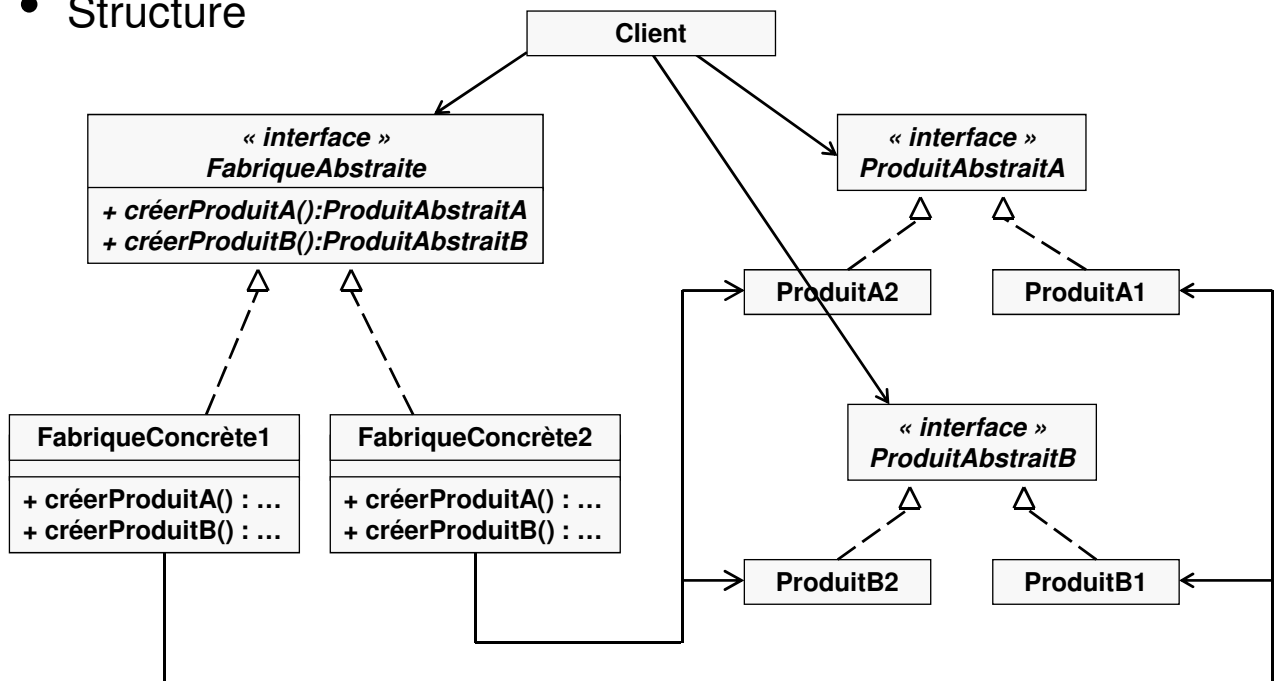 • Structure
Client
« interface »
FabriqueAbstraite
+ créerProduitA():ProduitAbstraitA
+ créerProduitB():ProduitAbstraitB
« interface »
ProduitAbstraitA
ProduitA2
ProduitA1
FabriqueConcrète1
+ créerProduitA() : …
+ créerProduitB() : …
FabriqueConcrète2
+ créerProduitA() : …
+ créerProduitB() : …
« interface »
ProduitAbstraitB
ProduitB2
ProduitB1